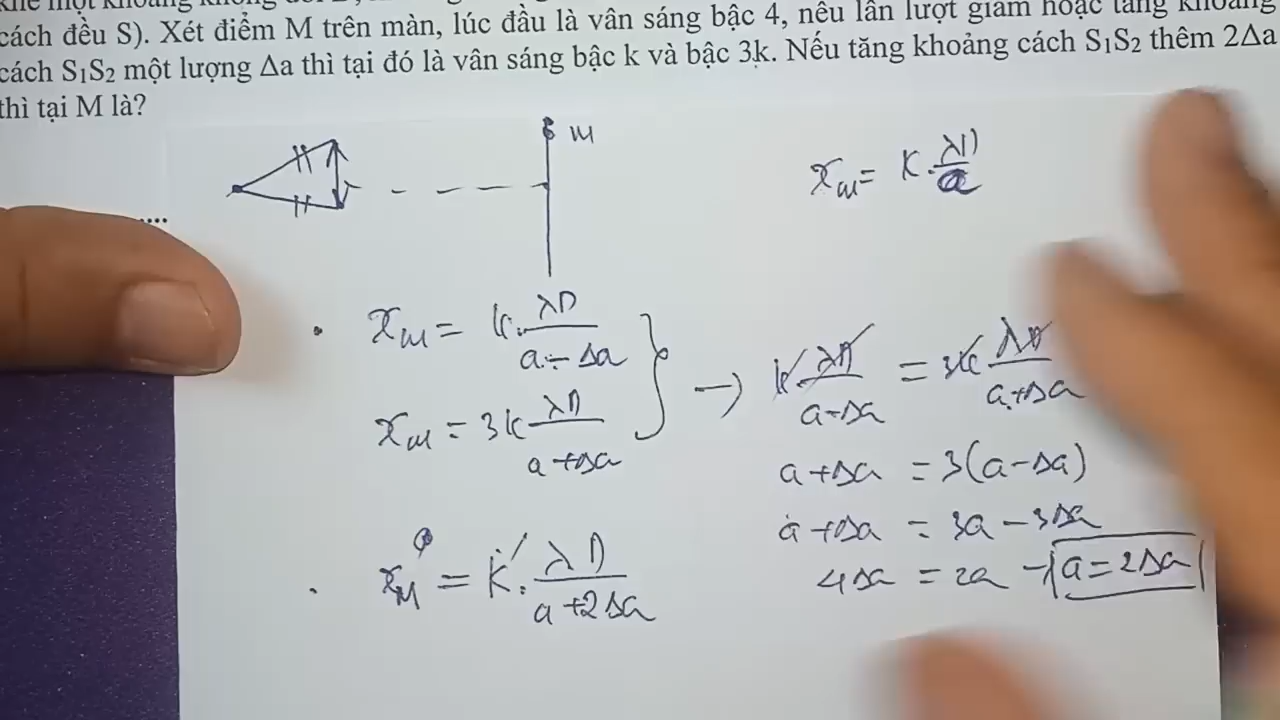 cách đều S). Xét điểm M trên màn, lúc đầu là vân sáng bậc 4, nếu lần lượt giảm hoặc tăng khoảng
cách S₁S₂ một lượng Δa thì tại đó là vân sáng bậc k và bậc 3k. Nếu tăng khoảng cách S₁S₂ thêm 2Δa
thì tại M là?
M
x_M = k.λD/a
x_M = k.λD/(a - Δa)
x_M = 3k λD/(a + Δa)
→ k.λD/(a - Δa) = 3k λD/(a + Δa)
a + Δa = 3(a - Δa)
a + Δa = 3a - 3Δa
4Δa = 2a → a = 2Δa
x_M = k'.λD/(a + 2Δa)